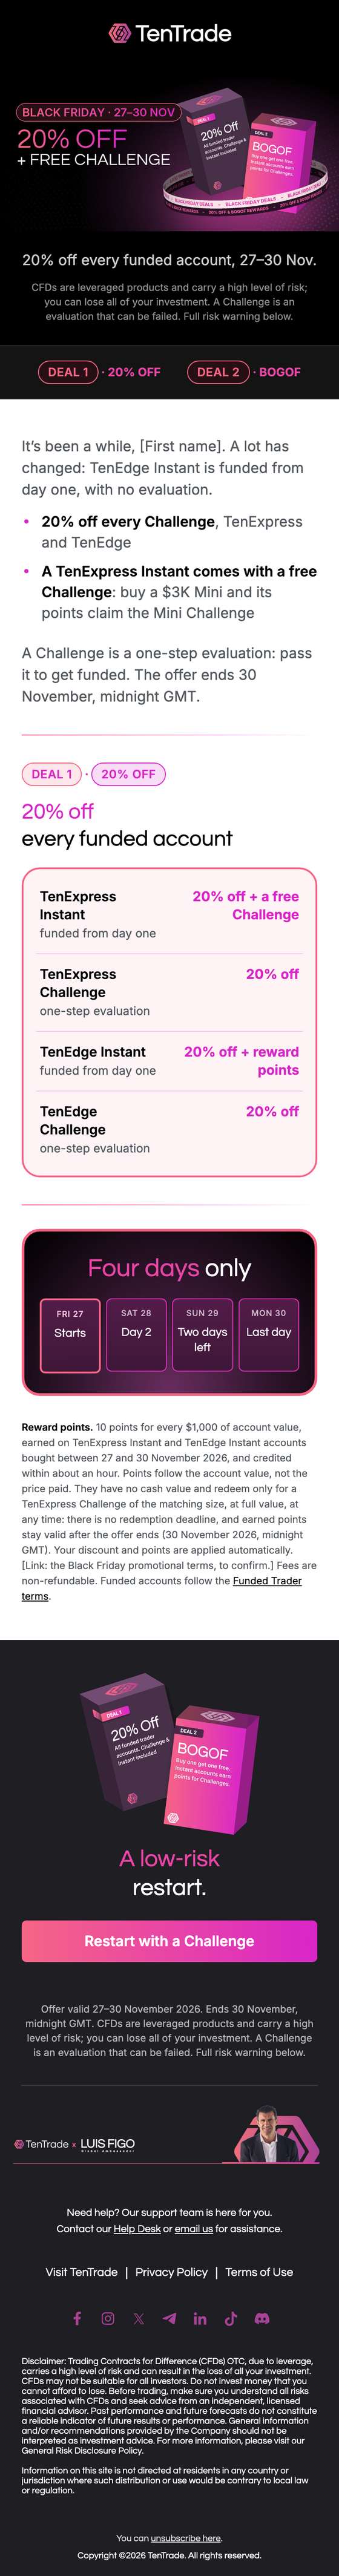 TenTrade
BLACK FRIDAY · 27–30 NOV
20% OFF
+ FREE CHALLENGE
DEAL 1
20% Off
All funded trader
accounts. Challenge &
Instant included
DEAL 2
BOGOF
Buy one get one free.
Instant accounts earn
points for Challenges.
20% off every funded account, 27–30 Nov.
CFDs are leveraged products and carry a high level of risk;
you can lose all of your investment. A Challenge is an
evaluation that can be failed. Full risk warning below.
DEAL 1 · 20% OFF
DEAL 2 · BOGOF
It’s been a while, [First name]. A lot has
changed: TenEdge Instant is funded from
day one, with no evaluation.
• 20% off every Challenge, TenExpress
and TenEdge
• A TenExpress Instant comes with a free
Challenge: buy a $3K Mini and its
points claim the Mini Challenge
A Challenge is a one-step evaluation: pass
it to get funded. The offer ends 30
November, midnight GMT.
DEAL 1 · 20% OFF
20% off
every funded account
TenExpress
Instant
funded from day one
20% off + a free
Challenge
TenExpress
Challenge
one-step evaluation
20% off
TenEdge Instant
funded from day one
20% off + reward
points
TenEdge
Challenge
one-step evaluation
20% off
Four days only
FRI 27
Starts
SAT 28
Day 2
SUN 29
Two days
left
MON 30
Last day
Reward points. 10 points for every $1,000 of account value,
earned on TenExpress Instant and TenEdge Instant accounts
bought between 27 and 30 November 2026, and credited
within about an hour. Points follow the account value, not the
price paid. They have no cash value and redeem only for a
TenExpress Challenge of the matching size, at full value, at
any time: there is no redemption deadline, and earned points
stay valid after the offer ends (30 November 2026, midnight
GMT). Your discount and points are applied automatically.
[Link: the Black Friday promotional terms, to confirm.] Fees are
non-refundable. Funded accounts follow the Funded Trader
terms.
DEAL 1
20% Off
All funded trader
accounts. Challenge &
Instant included
DEAL 2
BOGOF
Buy one get one free.
Instant accounts earn
points for Challenges.
A low-risk
restart.
Restart with a Challenge
Offer valid 27–30 November 2026. Ends 30 November,
midnight GMT. CFDs are leveraged products and carry a high
level of risk; you can lose all of your investment. A Challenge
is an evaluation that can be failed. Full risk warning below.
TenTrade x LUIS FIGO
GLOBAL AMBASSADOR
Need help? Our support team is here for you.
Contact our Help Desk or email us for assistance.
Visit TenTrade | Privacy Policy | Terms of Use
Disclaimer: Trading Contracts for Difference (CFDs) OTC, due to leverage,
carries a high level of risk and can result in the loss of all your investment.
CFDs may not be suitable for all investors. Do not invest money that you
cannot afford to lose. Before trading, make sure you understand all risks
associated with CFDs and seek advice from an independent, licensed
financial advisor. Past performance and future forecasts do not constitute
a reliable indicator of future results or performance. General information
and/or recommendations provided by the Company should not be
interpreted as investment advice. For more information, please visit our
General Risk Disclosure Policy.
Information on this site is not directed at residents in any country or
jurisdiction where such distribution or use would be contrary to local law
or regulation.
You can unsubscribe here.
Copyright ©2026 TenTrade. All rights reserved.